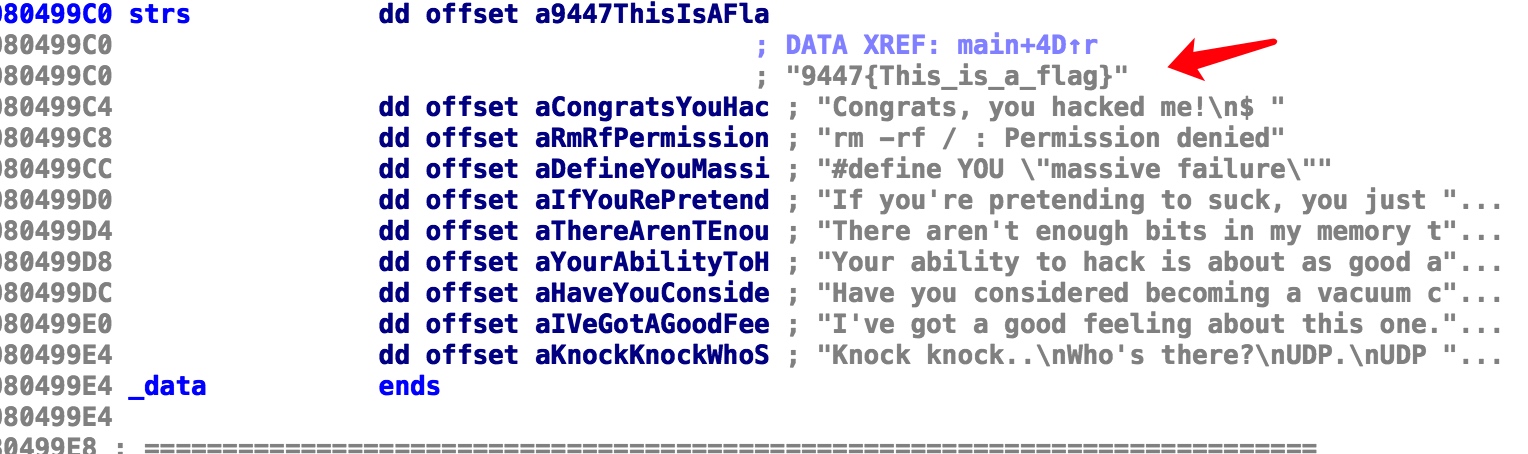 080499C0 strs dd offset a9447ThisIsAFla
080499C0 ; DATA XREF: main+4D↑r
080499C0 ; "9447{This_is_a_flag}"
080499C4 dd offset aCongratsYouHac ; "Congrats, you hacked me!\n$ "
080499C8 dd offset aRmRfPermission ; "rm -rf / : Permission denied"
080499CC dd offset aDefineYouMassi ; "#define YOU \"massive failure\""
080499D0 dd offset aIfYouRePretend ; "If you're pretending to suck, you just "...
080499D4 dd offset aThereArenTEnou ; "There aren't enough bits in my memory t"...
080499D8 dd offset aYourAbilityToH ; "Your ability to hack is about as good a"...
080499DC dd offset aHaveYouConside ; "Have you considered becoming a vacuum c"...
080499E0 dd offset aIVeGotAGoodFee ; "I've got a good feeling about this one."...
080499E4 dd offset aKnockKnockWhoS ; "Knock knock..\nWho's there?\nUDP.\nUDP "...
080499E4 _data ends
080499E4
80499E8 ; ===========================================================================